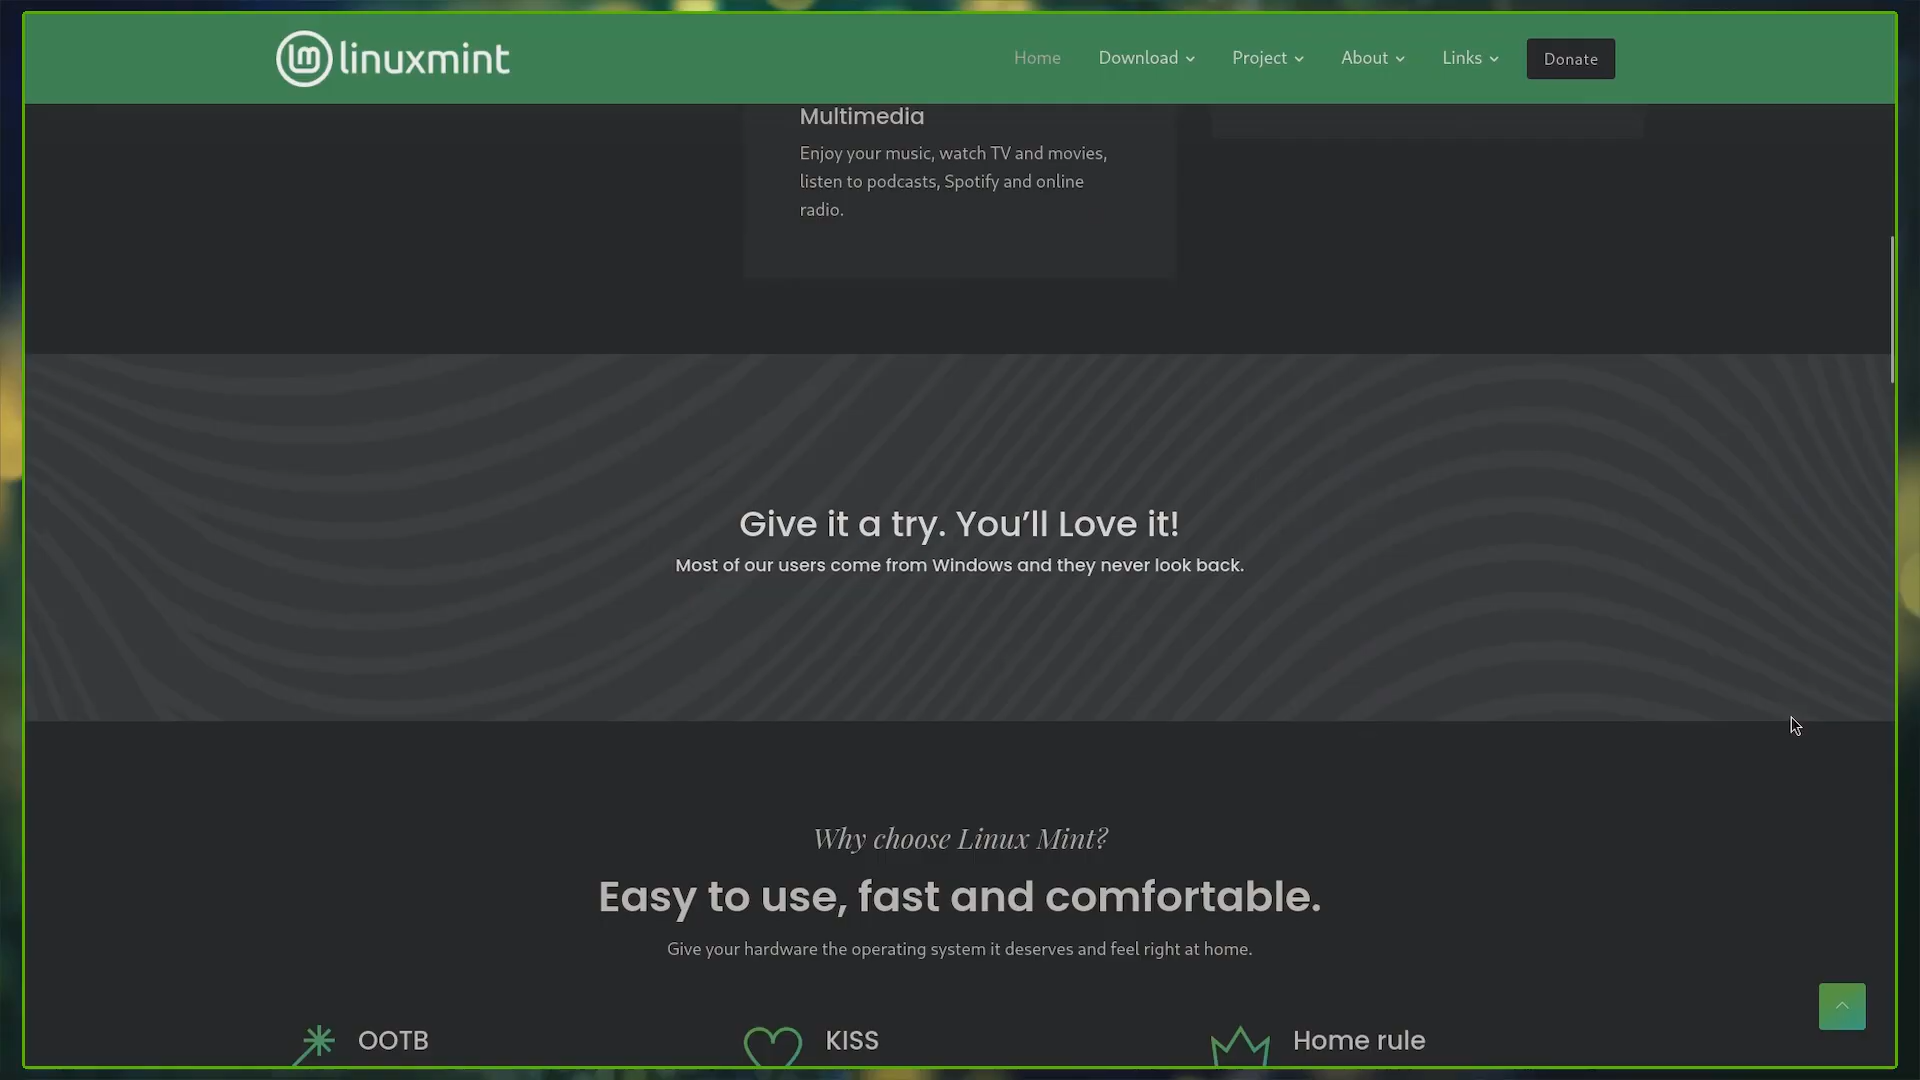 linuxmint
Home Download Project About Links Donate
Multimedia
Enjoy your music, watch TV and movies,
listen to podcasts, Spotify and online
radio.
Give it a try. You’ll Love it!
Most of our users come from Windows and they never look back.
Why choose Linux Mint?
Easy to use, fast and comfortable.
Give your hardware the operating system it deserves and feel right at home.
OOTB KISS Home rule